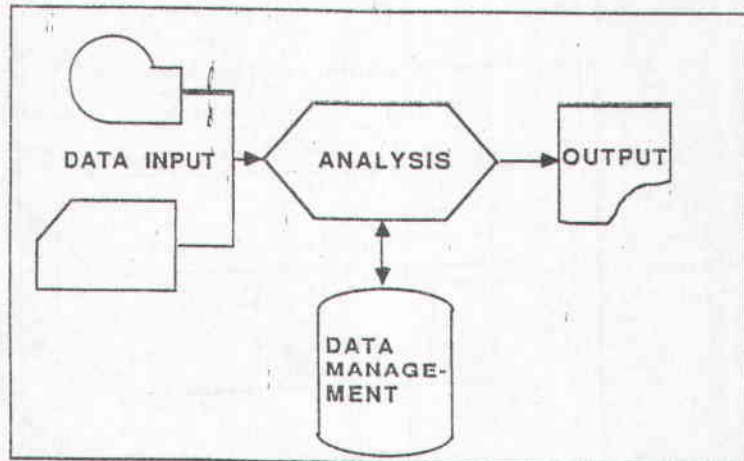 DATA INPUT
ANALYSIS
OUTPUT
DATA
MANAGE-
MENT